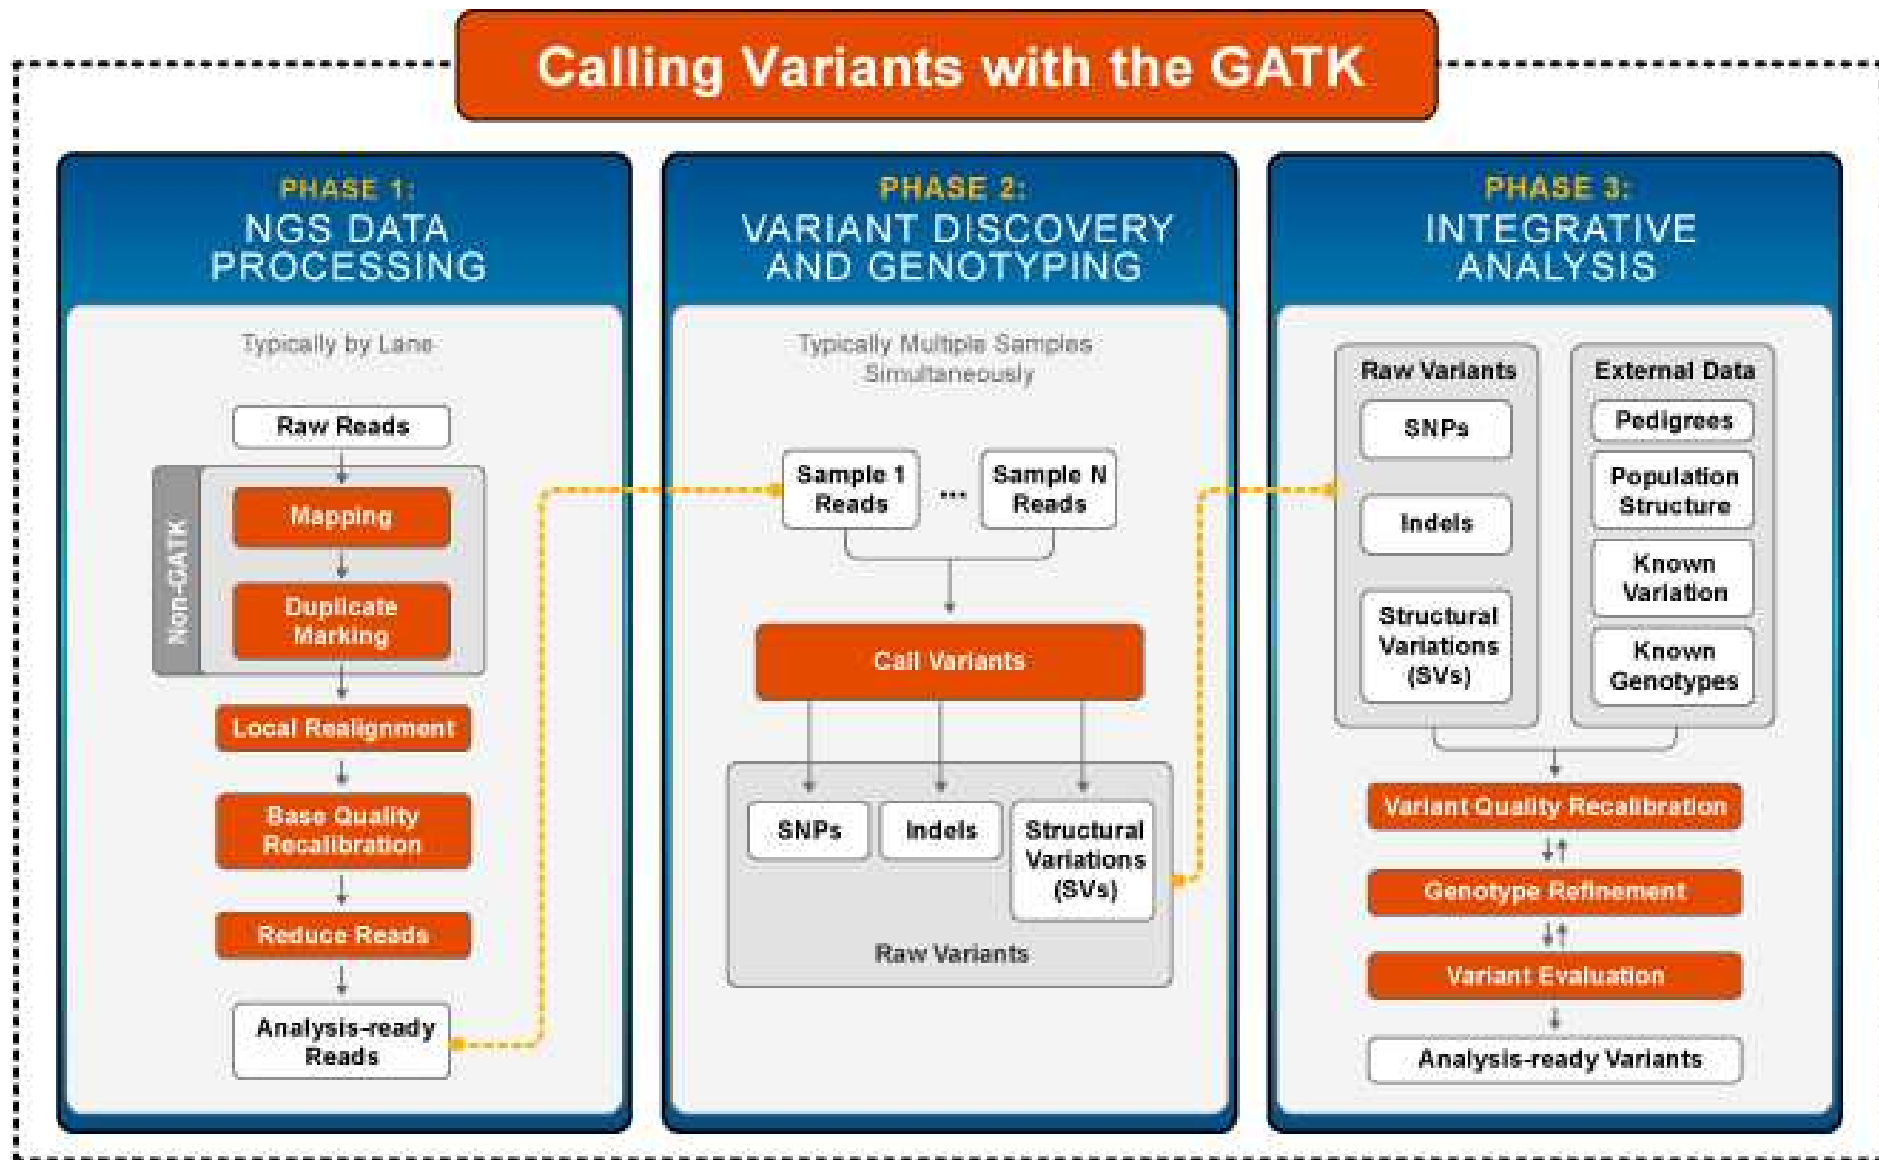 Calling Variants with the GATK
PHASE 1:
NGS DATA
PROCESSING
Typically by Lane
Raw Reads
Non-GATK
Mapping
Duplicate
Marking
Local Realignment
Base Quality
Recalibration
Reduce Reads
Analysis-ready
Reads
PHASE 2:
VARIANT DISCOVERY
AND GENOTYPING
Typically Multiple Samples
Simultaneously
Sample 1
Reads
...
Sample N
Reads
Call Variants
SNPs
Indels
Structural
Variations
(SVs)
Raw Variants
PHASE 3:
INTEGRATIVE
ANALYSIS
Raw Variants
SNPs
Indels
Structural
Variations
(SVs)
External Data
Pedigrees
Population
Structure
Known
Variation
Known
Genotypes
Variant Quality Recalibration
Genotype Refinement
Variant Evaluation
Analysis-ready Variants